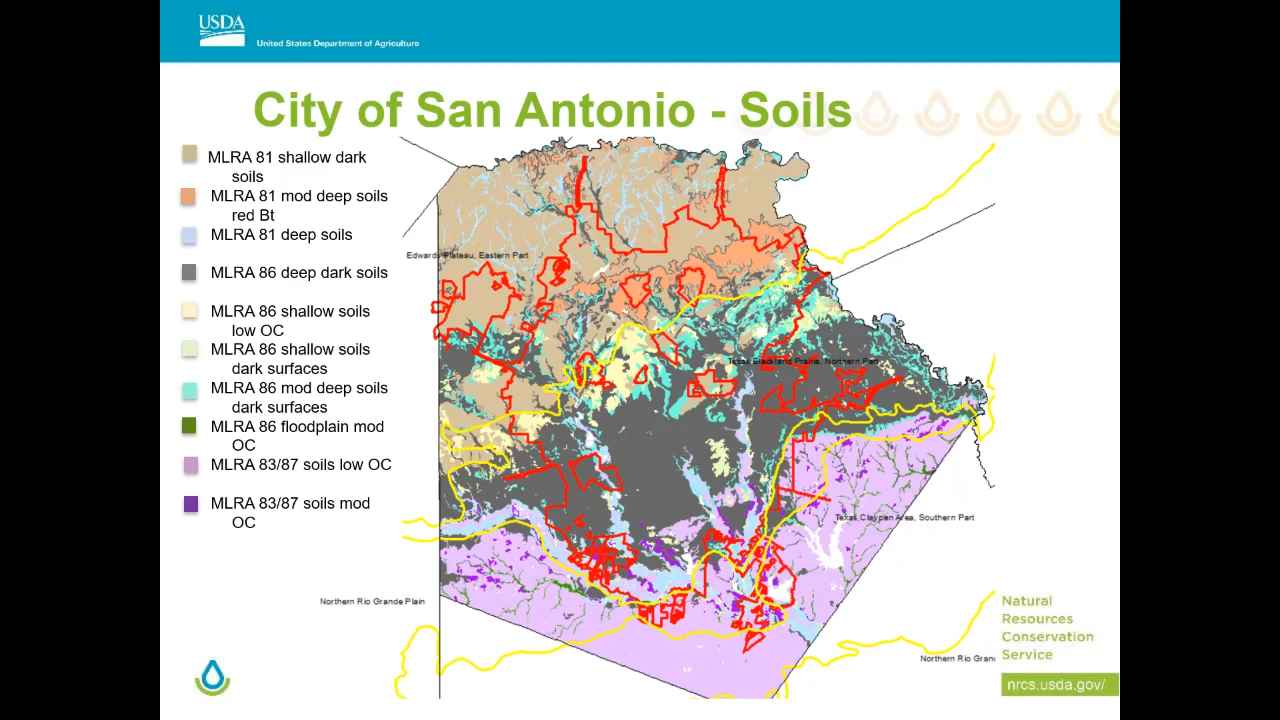 USDA
United States Department of Agriculture
City of San Antonio - Soils
MLRA 81 shallow dark
soils
MLRA 81 mod deep soils
red Bt
MLRA 81 deep soils
MLRA 86 deep dark soils
MLRA 86 shallow soils
low OC
MLRA 86 shallow soils
dark surfaces
MLRA 86 mod deep soils
dark surfaces
MLRA 86 floodplain mod
OC
MLRA 83/87 soils low OC
MLRA 83/87 soils mod
OC
Edwards Plateau, Eastern Part
Texas Blackland Prairie, Northern Part
Texas Claypan Area, Southern Part
Northern Rio Grande Plain
Northern Rio Gran
Natural
Resources
Conservation
Service
nrcs.usda.gov/